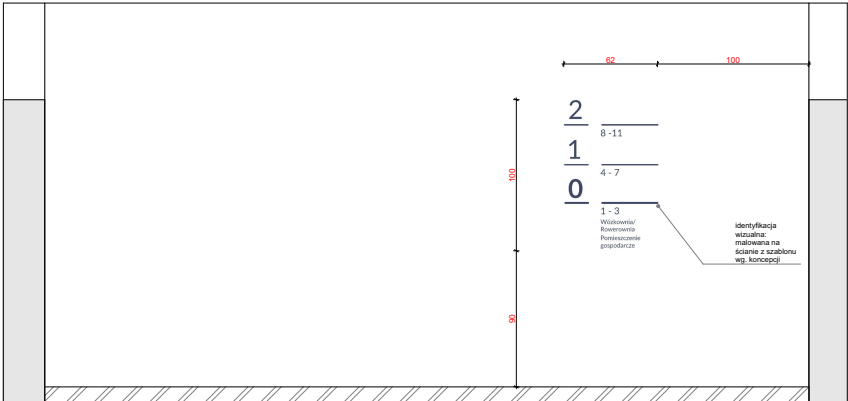 62
100
2
8 -11
1
4 - 7
0
1 - 3
Wózkownia/
Rowerownia
Pomieszczenie
gospodarcze
100
90
identyfikacja
wizualna:
malowana na
ścianie z szablonu
wg. koncepcji